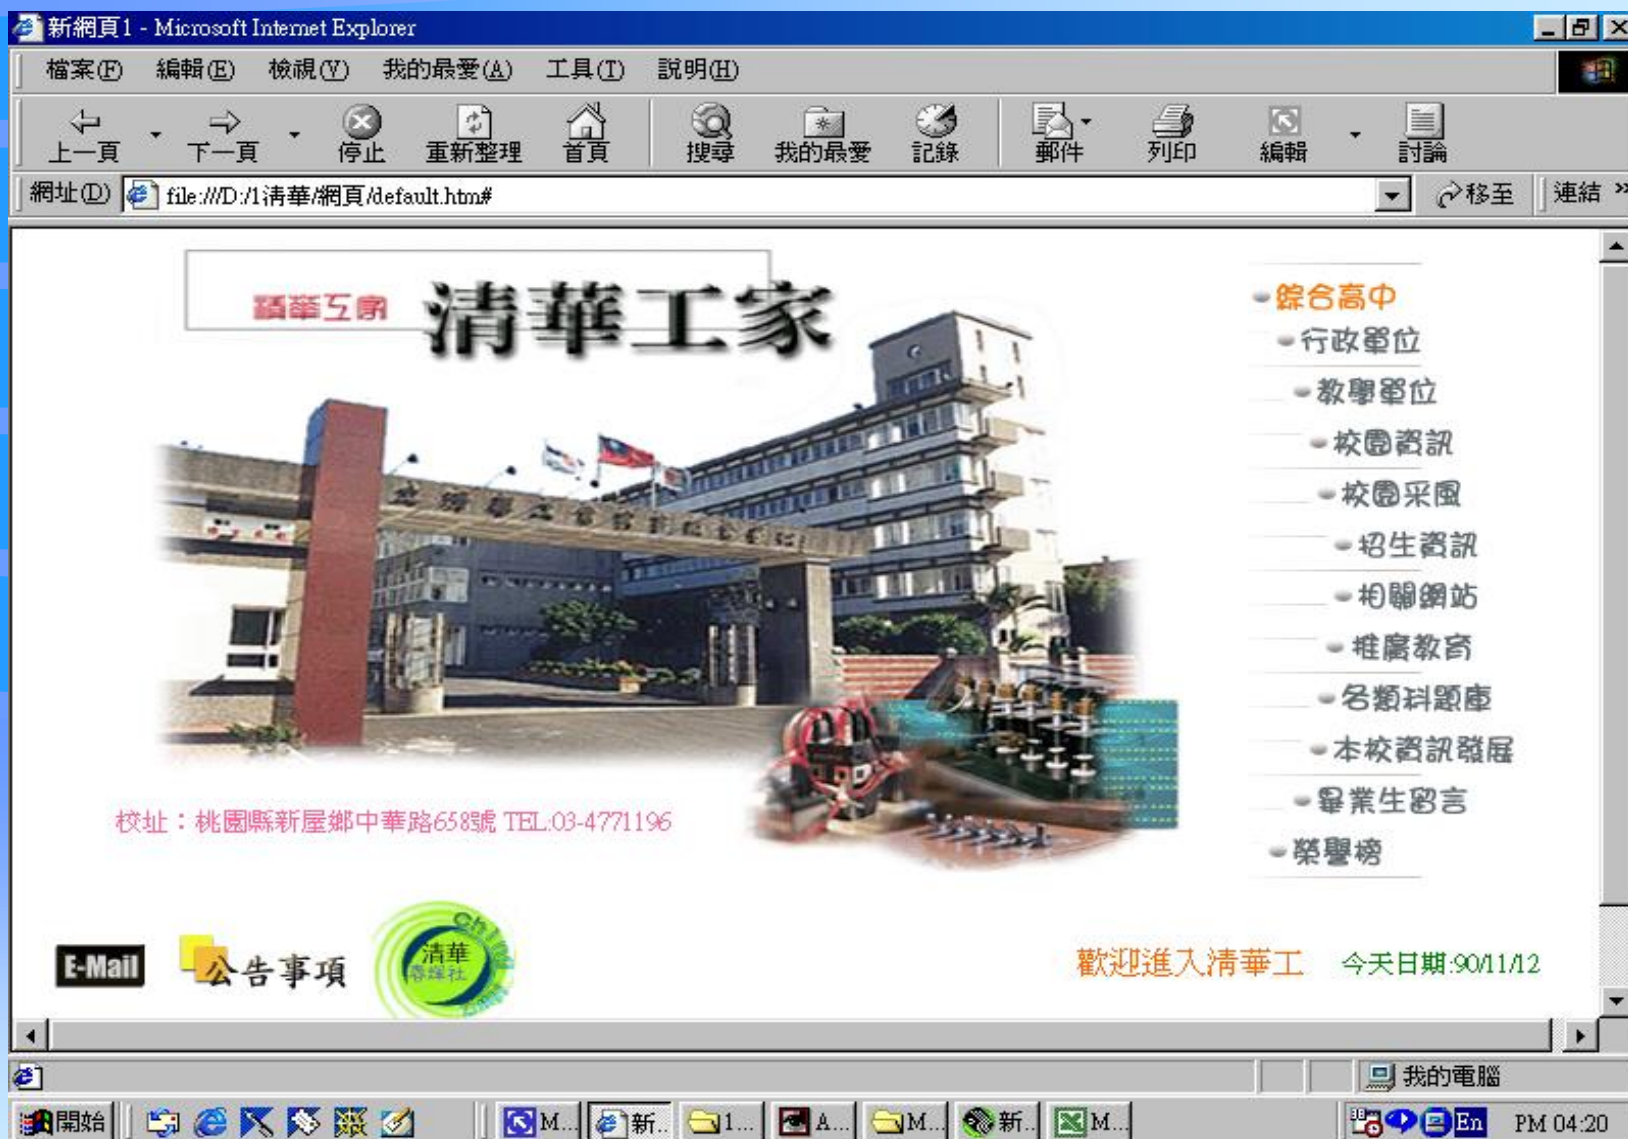 新網頁1 - Microsoft Internet Explorer
檔案(F) 編輯(E) 檢視(V) 我的最愛(A) 工具(T) 說明(H)
上一頁 下一頁 停止 重新整理 首頁 搜尋 我的最愛 記錄 郵件 列印 編輯 討論
網址(D) file:///D:/1清華/網頁/default.htm# 移至 連結 »
清華工家 清華工家
綜合高中
行政單位
教學單位
校園資訊
校園采風
招生資訊
相關網站
推廣教育
各類科題庫
本校資訊發展
畢業生留言
榮譽榜
校址：桃園縣新屋鄉中華路658號 TEL:03-4771196
E-Mail 公告事項 清華
歡迎進入清華工 今天日期:90/11/12
我的電腦
開始 M... 新... 1... A... M... 新... M... En PM 04:20